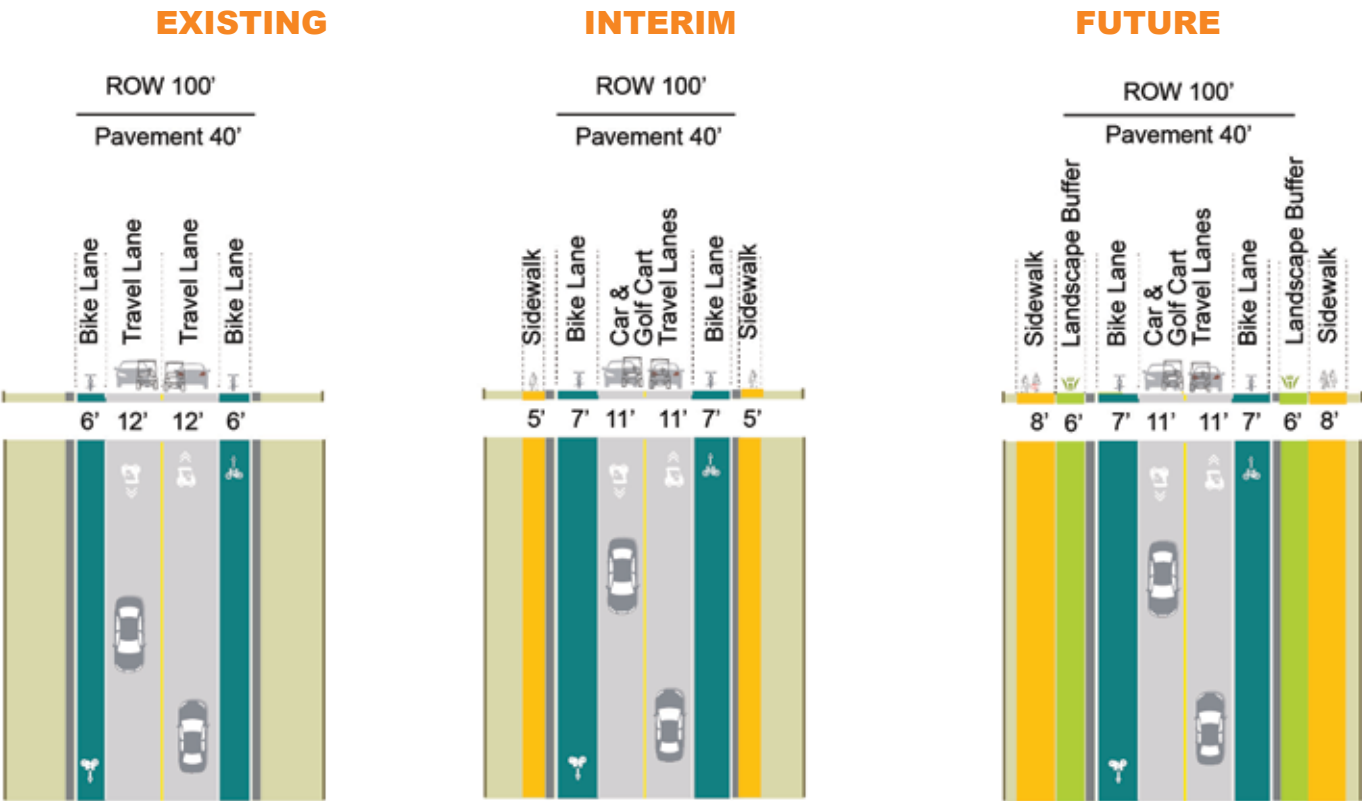 EXISTING
ROW 100’
Pavement 40’
Bike Lane
Travel Lane
Travel Lane
Bike Lane
6’ 12’ 12’ 6’
INTERIM
ROW 100’
Pavement 40’
Sidewalk
Bike Lane
Car &
Golf Cart
Travel Lanes
Bike Lane
Sidewalk
5’ 7’ 11’ 11’ 7’ 5’
FUTURE
ROW 100’
Pavement 40’
Sidewalk
Landscape Buffer
Bike Lane
Car &
Golf Cart
Travel Lanes
Bike Lane
Landscape Buffer
Sidewalk
8’ 6’ 7’ 11’ 11’ 7’ 6’ 8’